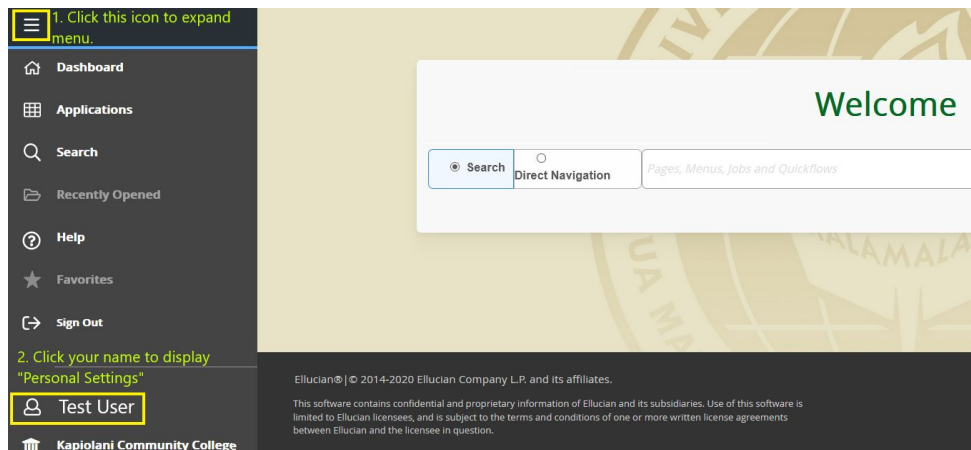 1. Click this icon to expand
menu.
Dashboard
Applications
Search
Recently Opened
Help
Favorites
Sign Out
2. Click your name to display
"Personal Settings"
Test User
Kapiolani Community College
Welcome
Search
Direct Navigation
Pages, Menus, Jobs and Quickflows
UA MA
MALAMALA
Ellucian®|© 2014-2020 Ellucian Company L.P. and its affiliates.
This software contains confidential and proprietary information of Ellucian and its subsidiaries. Use of this software is
limited to Ellucian licensees, and is subject to the terms and conditions of one or more written license agreements
between Ellucian and the licensee in question.